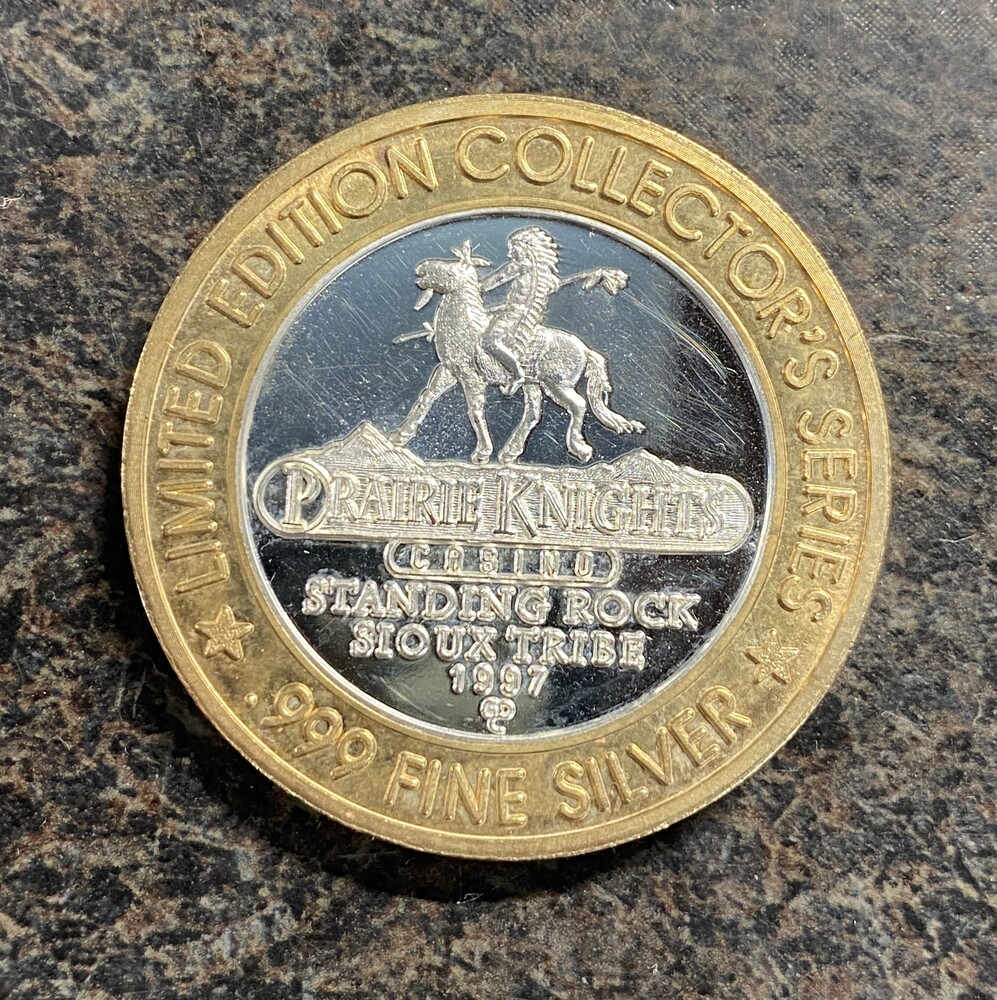 LIMITED EDITION COLLECTOR'S SERIES
PRAIRIE KNIGHTS
CASINO
STANDING ROCK
SIOUX TRIBE
1997
.999 FINE SILVER